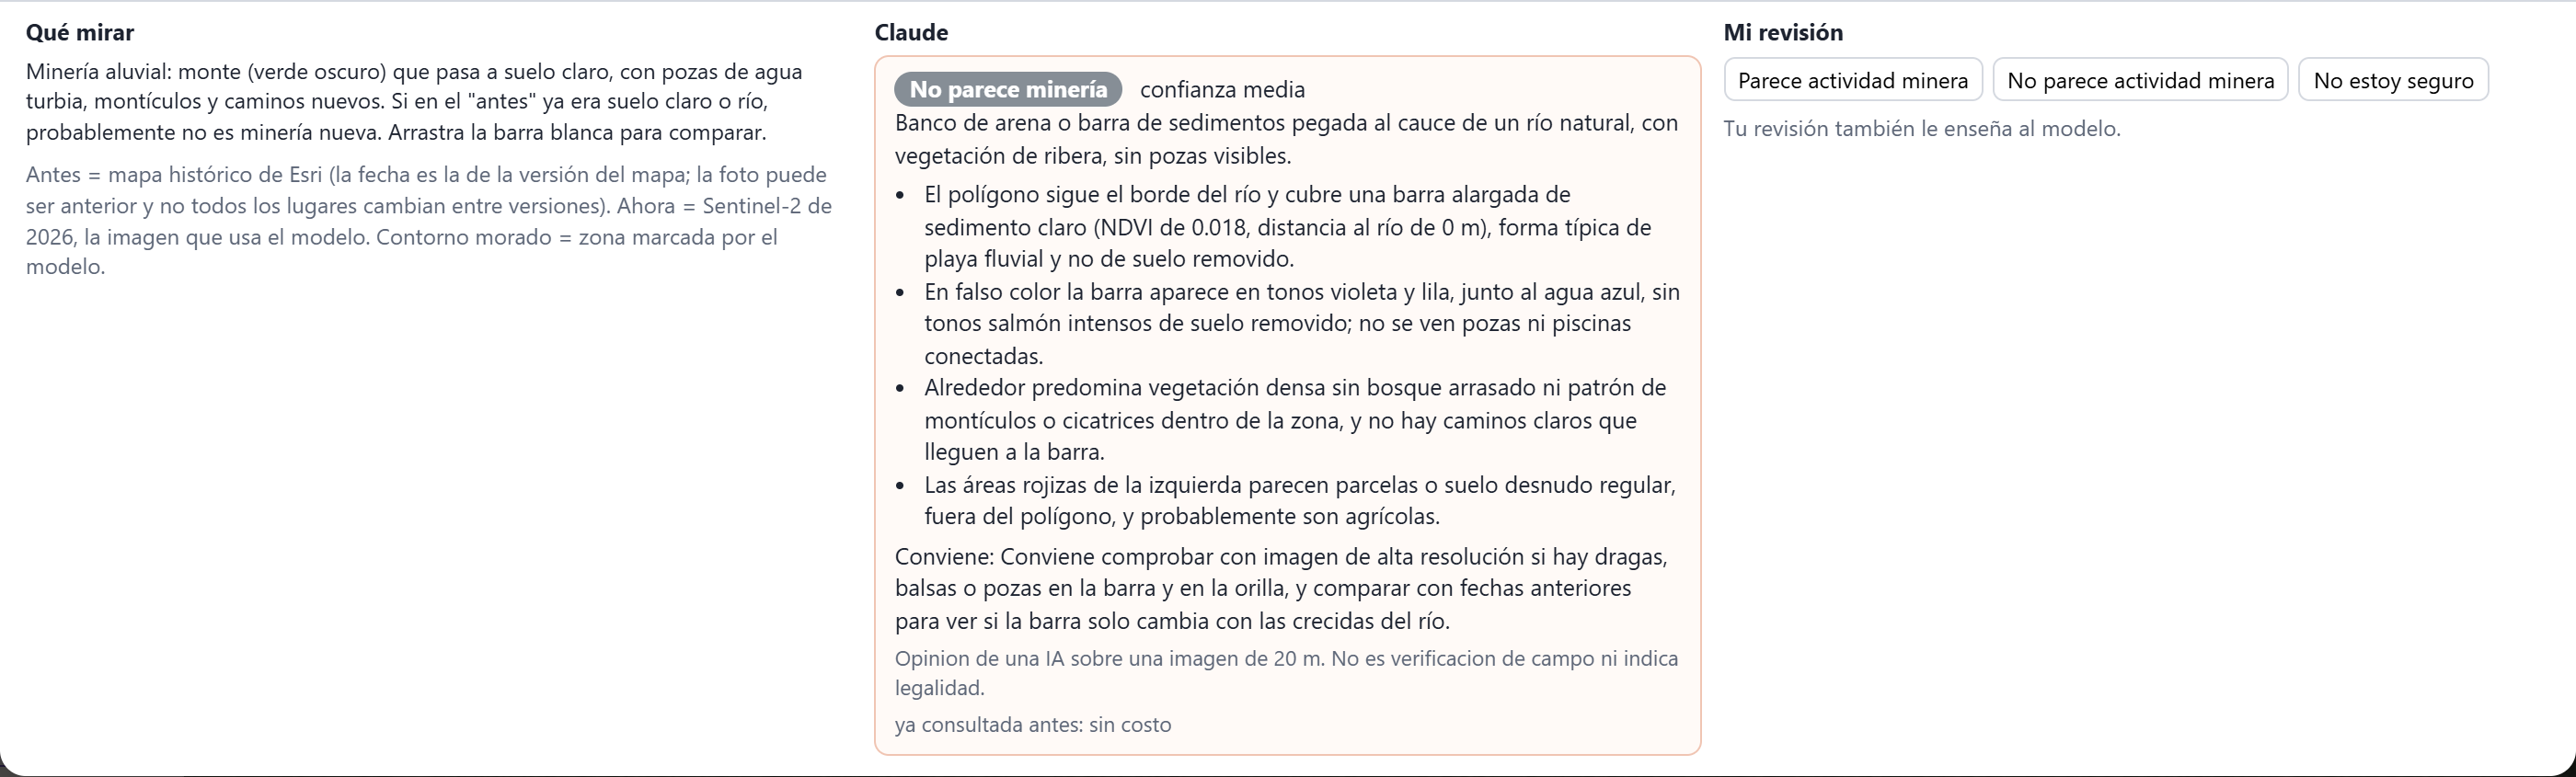 Qué mirar
Minería aluvial: monte (verde oscuro) que pasa a suelo claro, con pozas de agua
turbia, montículos y caminos nuevos. Si en el "antes" ya era suelo claro o río,
probablemente no es minería nueva. Arrastra la barra blanca para comparar.
Antes = mapa histórico de Esri (la fecha es la de la versión del mapa; la foto puede
ser anterior y no todos los lugares cambian entre versiones). Ahora = Sentinel-2 de
2026, la imagen que usa el modelo. Contorno morado = zona marcada por el
modelo.
Claude
No parece minería confianza media
Banco de arena o barra de sedimentos pegada al cauce de un río natural, con
vegetación de ribera, sin pozas visibles.
• El polígono sigue el borde del río y cubre una barra alargada de
sedimento claro (NDVI de 0.018, distancia al río de 0 m), forma típica de
playa fluvial y no de suelo removido.
• En falso color la barra aparece en tonos violeta y lila, junto al agua azul, sin
tonos salmón intensos de suelo removido; no se ven pozas ni piscinas
conectadas.
• Alrededor predomina vegetación densa sin bosque arrasado ni patrón de
montículos o cicatrices dentro de la zona, y no hay caminos claros que
lleguen a la barra.
• Las áreas rojizas de la izquierda parecen parcelas o suelo desnudo regular,
fuera del polígono, y probablemente son agrícolas.
Conviene: Conviene comprobar con imagen de alta resolución si hay dragas,
balsas o pozas en la barra y en la orilla, y comparar con fechas anteriores
para ver si la barra solo cambia con las crecidas del río.
Opinion de una IA sobre una imagen de 20 m. No es verificacion de campo ni indica
legalidad.
ya consultada antes: sin costo
Mi revisión
Parece actividad minera No parece actividad minera No estoy seguro
Tu revisión también le enseña al modelo.